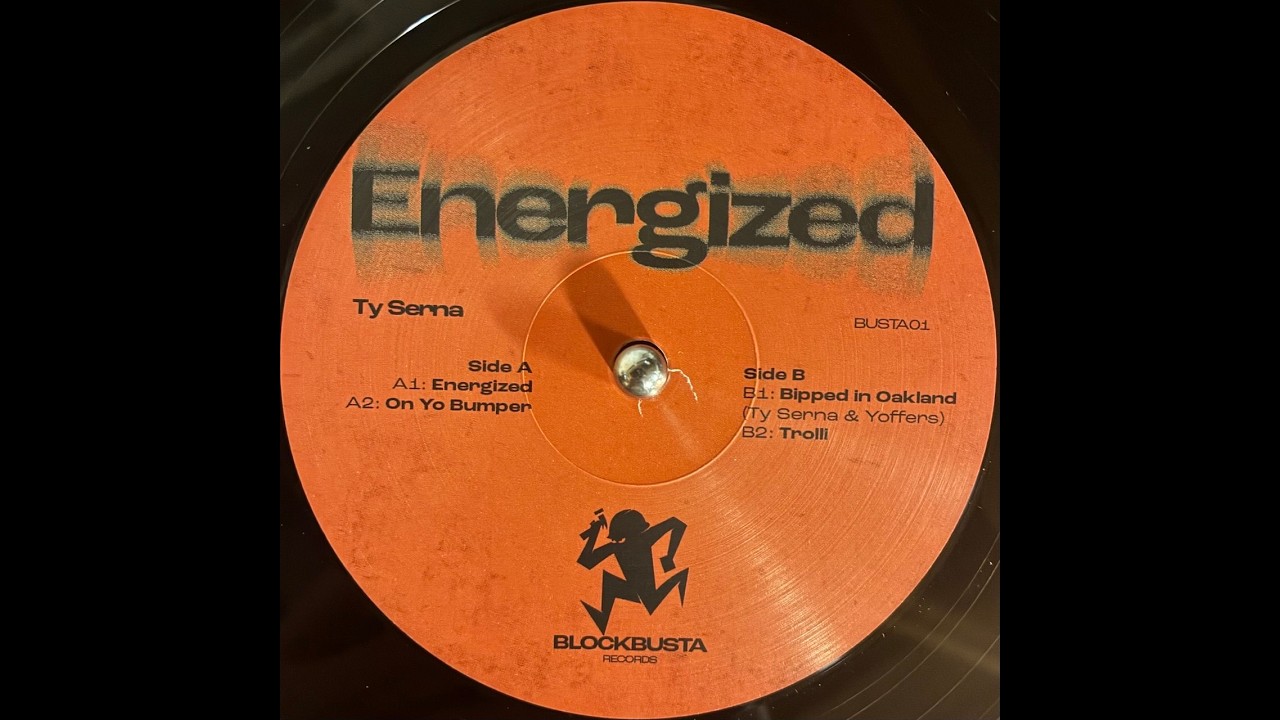 Energized
Ty Serna
BUSTA01
Side A
A1: Energized
A2: On Yo Bumper
Side B
B1: Bipped in Oakland
(Ty Serna & Yoffers)
B2: Trolli
BLOCKBUSTA
RECORDS